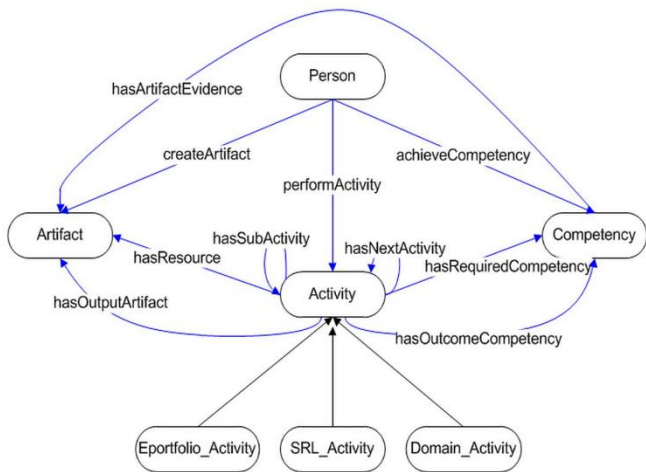 Person
hasArtifactEvidence
createArtifact
achieveCompetency
performActivity
Artifact
hasSubActivity
hasNextActivity
Competency
hasResource
hasRequiredCompetency
Activity
hasOutputArtifact
hasOutcomeCompetency
Eportfolio_Activity
SRL_Activity
Domain_Activity